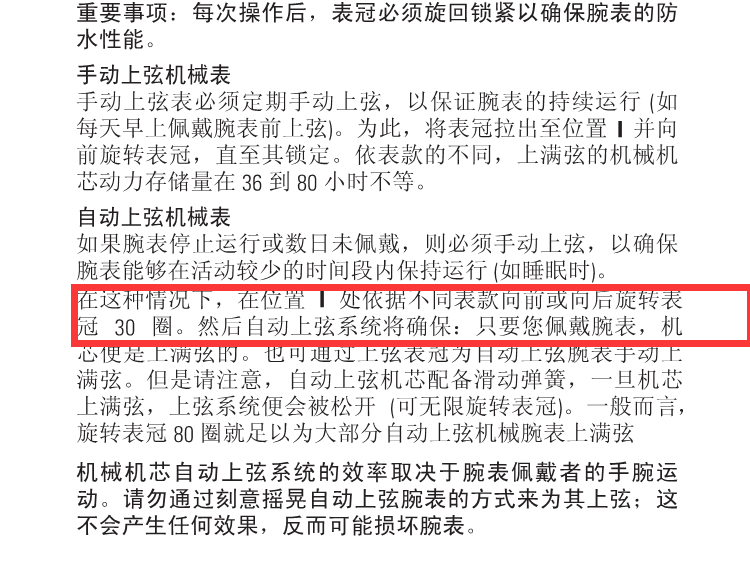 重要事项：每次操作后，表冠必须旋回锁紧以确保腕表的防
水性能。
手动上弦机械表
手动上弦表必须定期手动上弦，以保证腕表的持续运行 (如
每天早上佩戴腕表前上弦)。为此，将表冠拉出至位置 I 并向
前旋转表冠，直至其锁定。依表款的不同，上满弦的机械机
芯动力存储量在 36 到 80 小时不等。
自动上弦机械表
如果腕表停止运行或数日未佩戴，则必须手动上弦，以确保
腕表能够在活动较少的时间段内保持运行 (如睡眠时)。
在这种情况下，在位置 I 处依据不同表款向前或向后旋转表
冠 30 圈。然后自动上弦系统将确保：只要您佩戴腕表，机
芯便是上满弦的。也可通过上弦表冠为自动上弦腕表手动上
满弦。但是请注意，自动上弦机芯配备滑动弹簧，一旦机芯
上满弦，上弦系统便会被松开 (可无限旋转表冠)。一般而言，
旋转表冠 80 圈就足以为大部分自动上弦机械腕表上满弦
机械机芯自动上弦系统的效率取决于腕表佩戴者的手腕运
动。请勿通过刻意摇晃自动上弦腕表的方式来为其上弦；这
不会产生任何效果，反而可能损坏腕表。